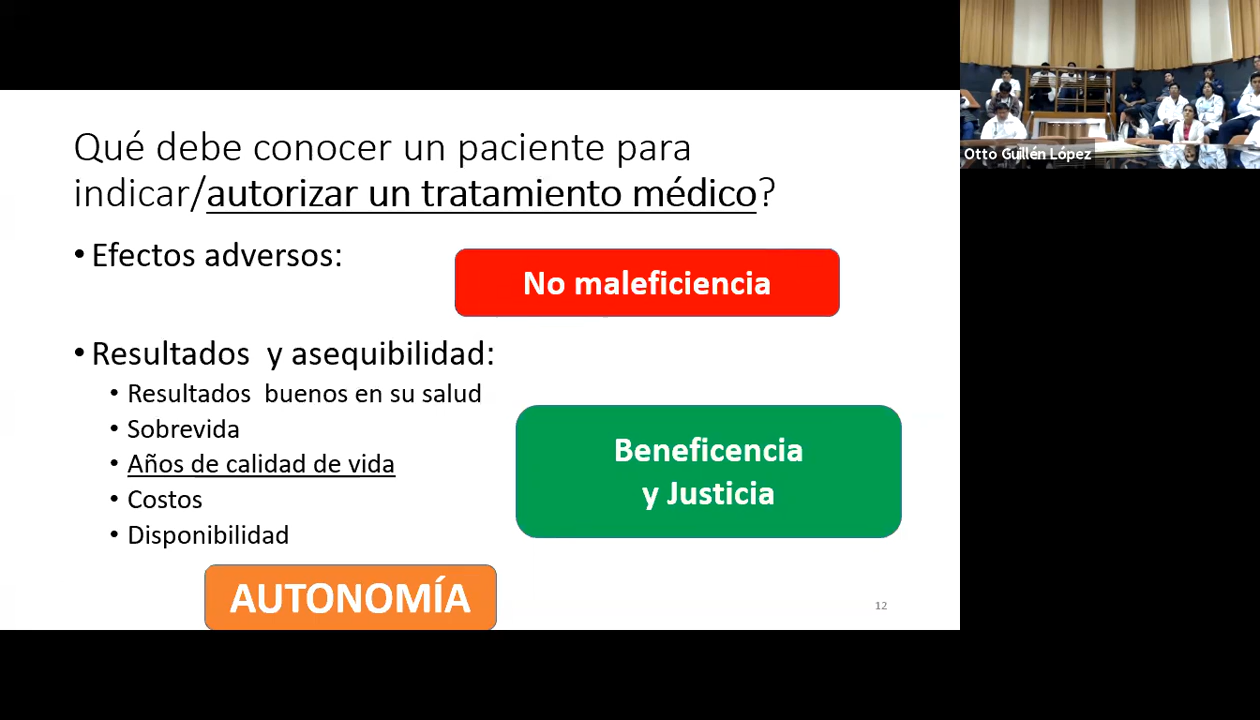 Qué debe conocer un paciente para
indicar/autorizar un tratamiento médico?
• Efectos adversos:
No maleficiencia
• Resultados y asequibilidad:
• Resultados buenos en su salud
• Sobrevida
• Años de calidad de vida
• Costos
• Disponibilidad
Beneficencia
y Justicia
AUTONOMÍA
12
Otto Guillén López